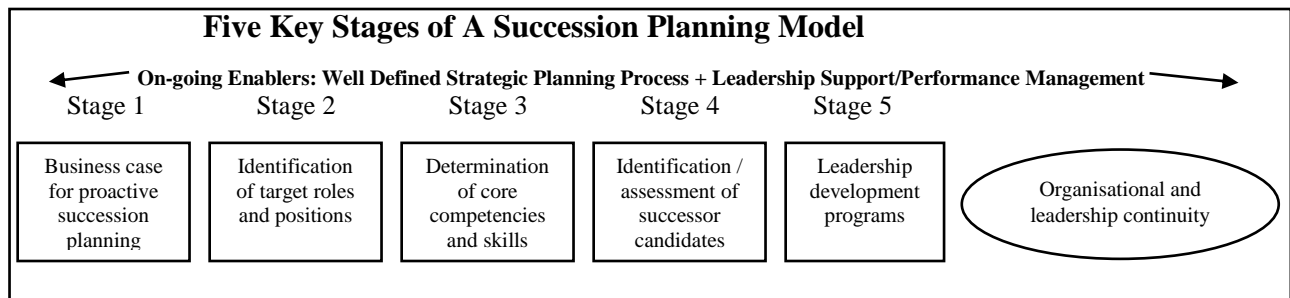 Five Key Stages of A Succession Planning Model
On-going Enablers: Well Defined Strategic Planning Process + Leadership Support/Performance Management
Stage 1
Stage 2
Stage 3
Stage 4
Stage 5
Business case
for proactive
succession
planning
Identification
of target roles
and positions
Determination
of core
competencies
and skills
Identification /
assessment of
successor
candidates
Leadership
development
programs
Organisational and
leadership continuity